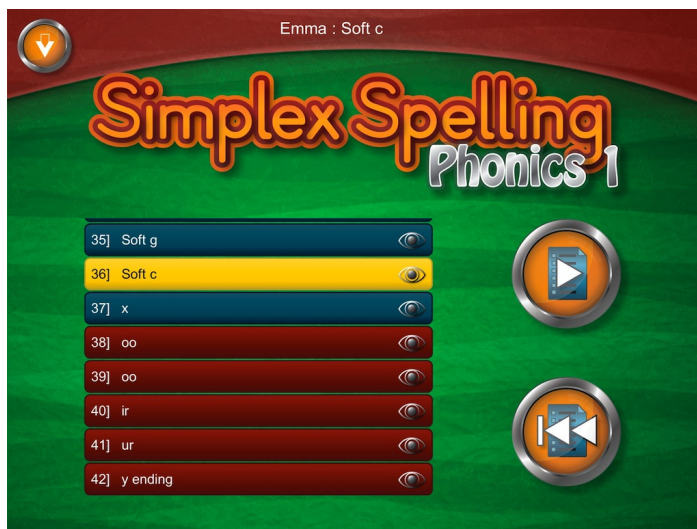 Emma : Soft c
Simplex Spelling
Phonics 1
35] Soft g
36] Soft c
37] x
38] oo
39] oo
40] ir
41] ur
42] y ending